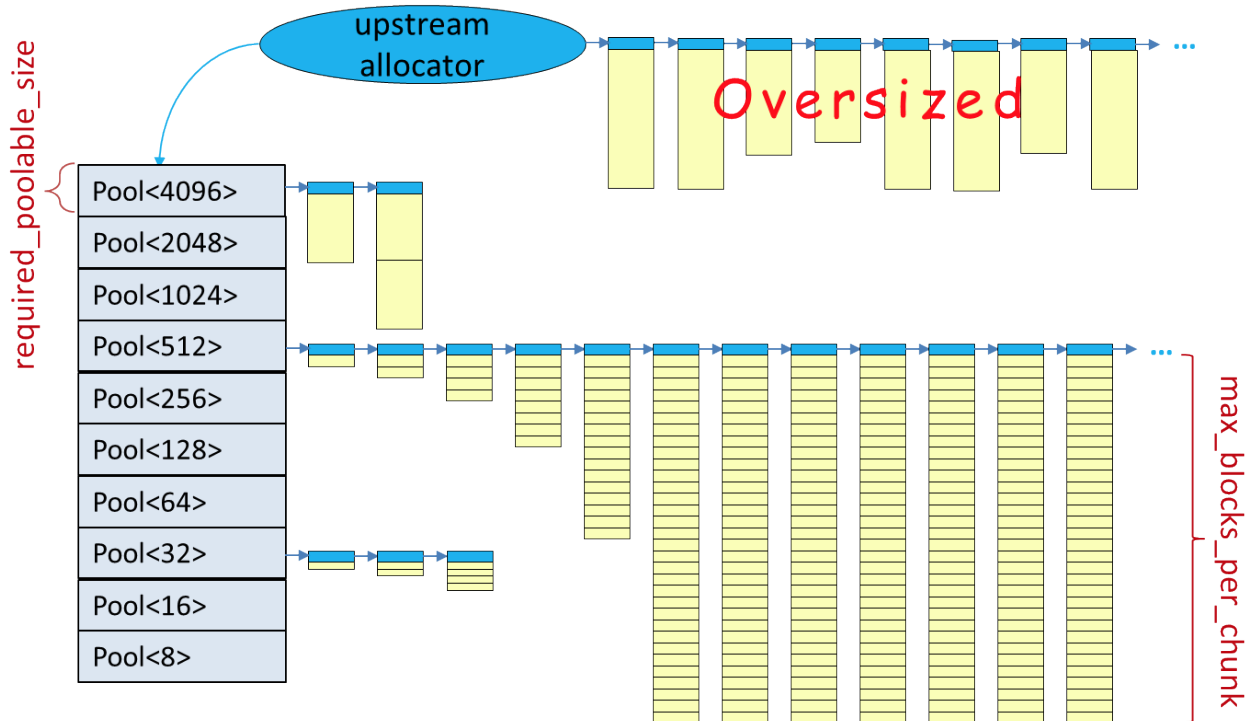 upstream
allocator
...
Oversized
required_poolable_size
Pool<4096>
Pool<2048>
Pool<1024>
Pool<512>
...
Pool<256>
Pool<128>
Pool<64>
Pool<32>
Pool<16>
Pool<8>
max_blocks_per_chunk